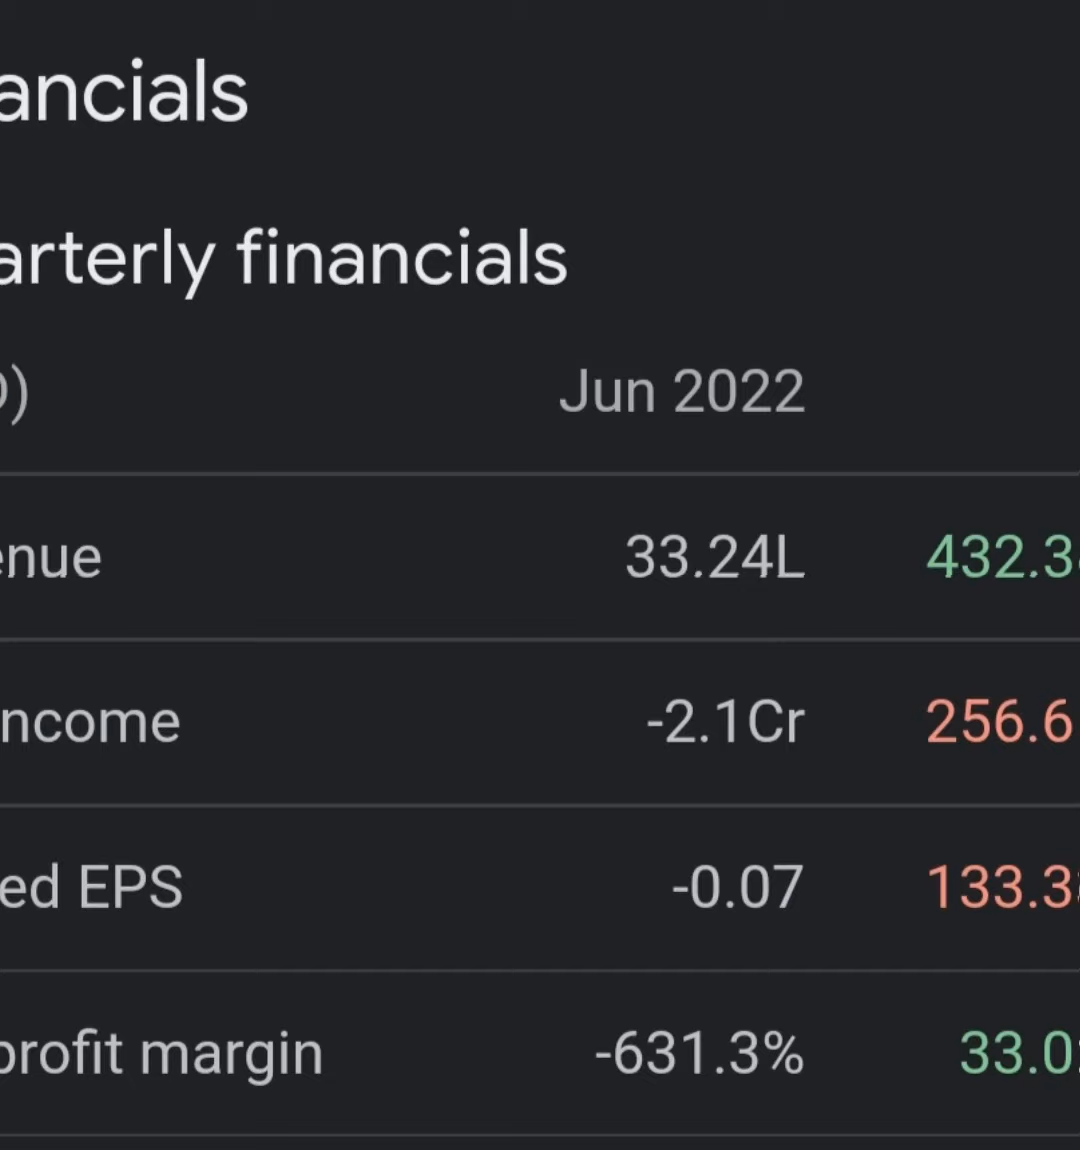 ancials
arterly financials
) Jun 2022
enue 33.24L 432.3
ncome -2.1Cr 256.6
ed EPS -0.07 133.3
profit margin -631.3% 33.0